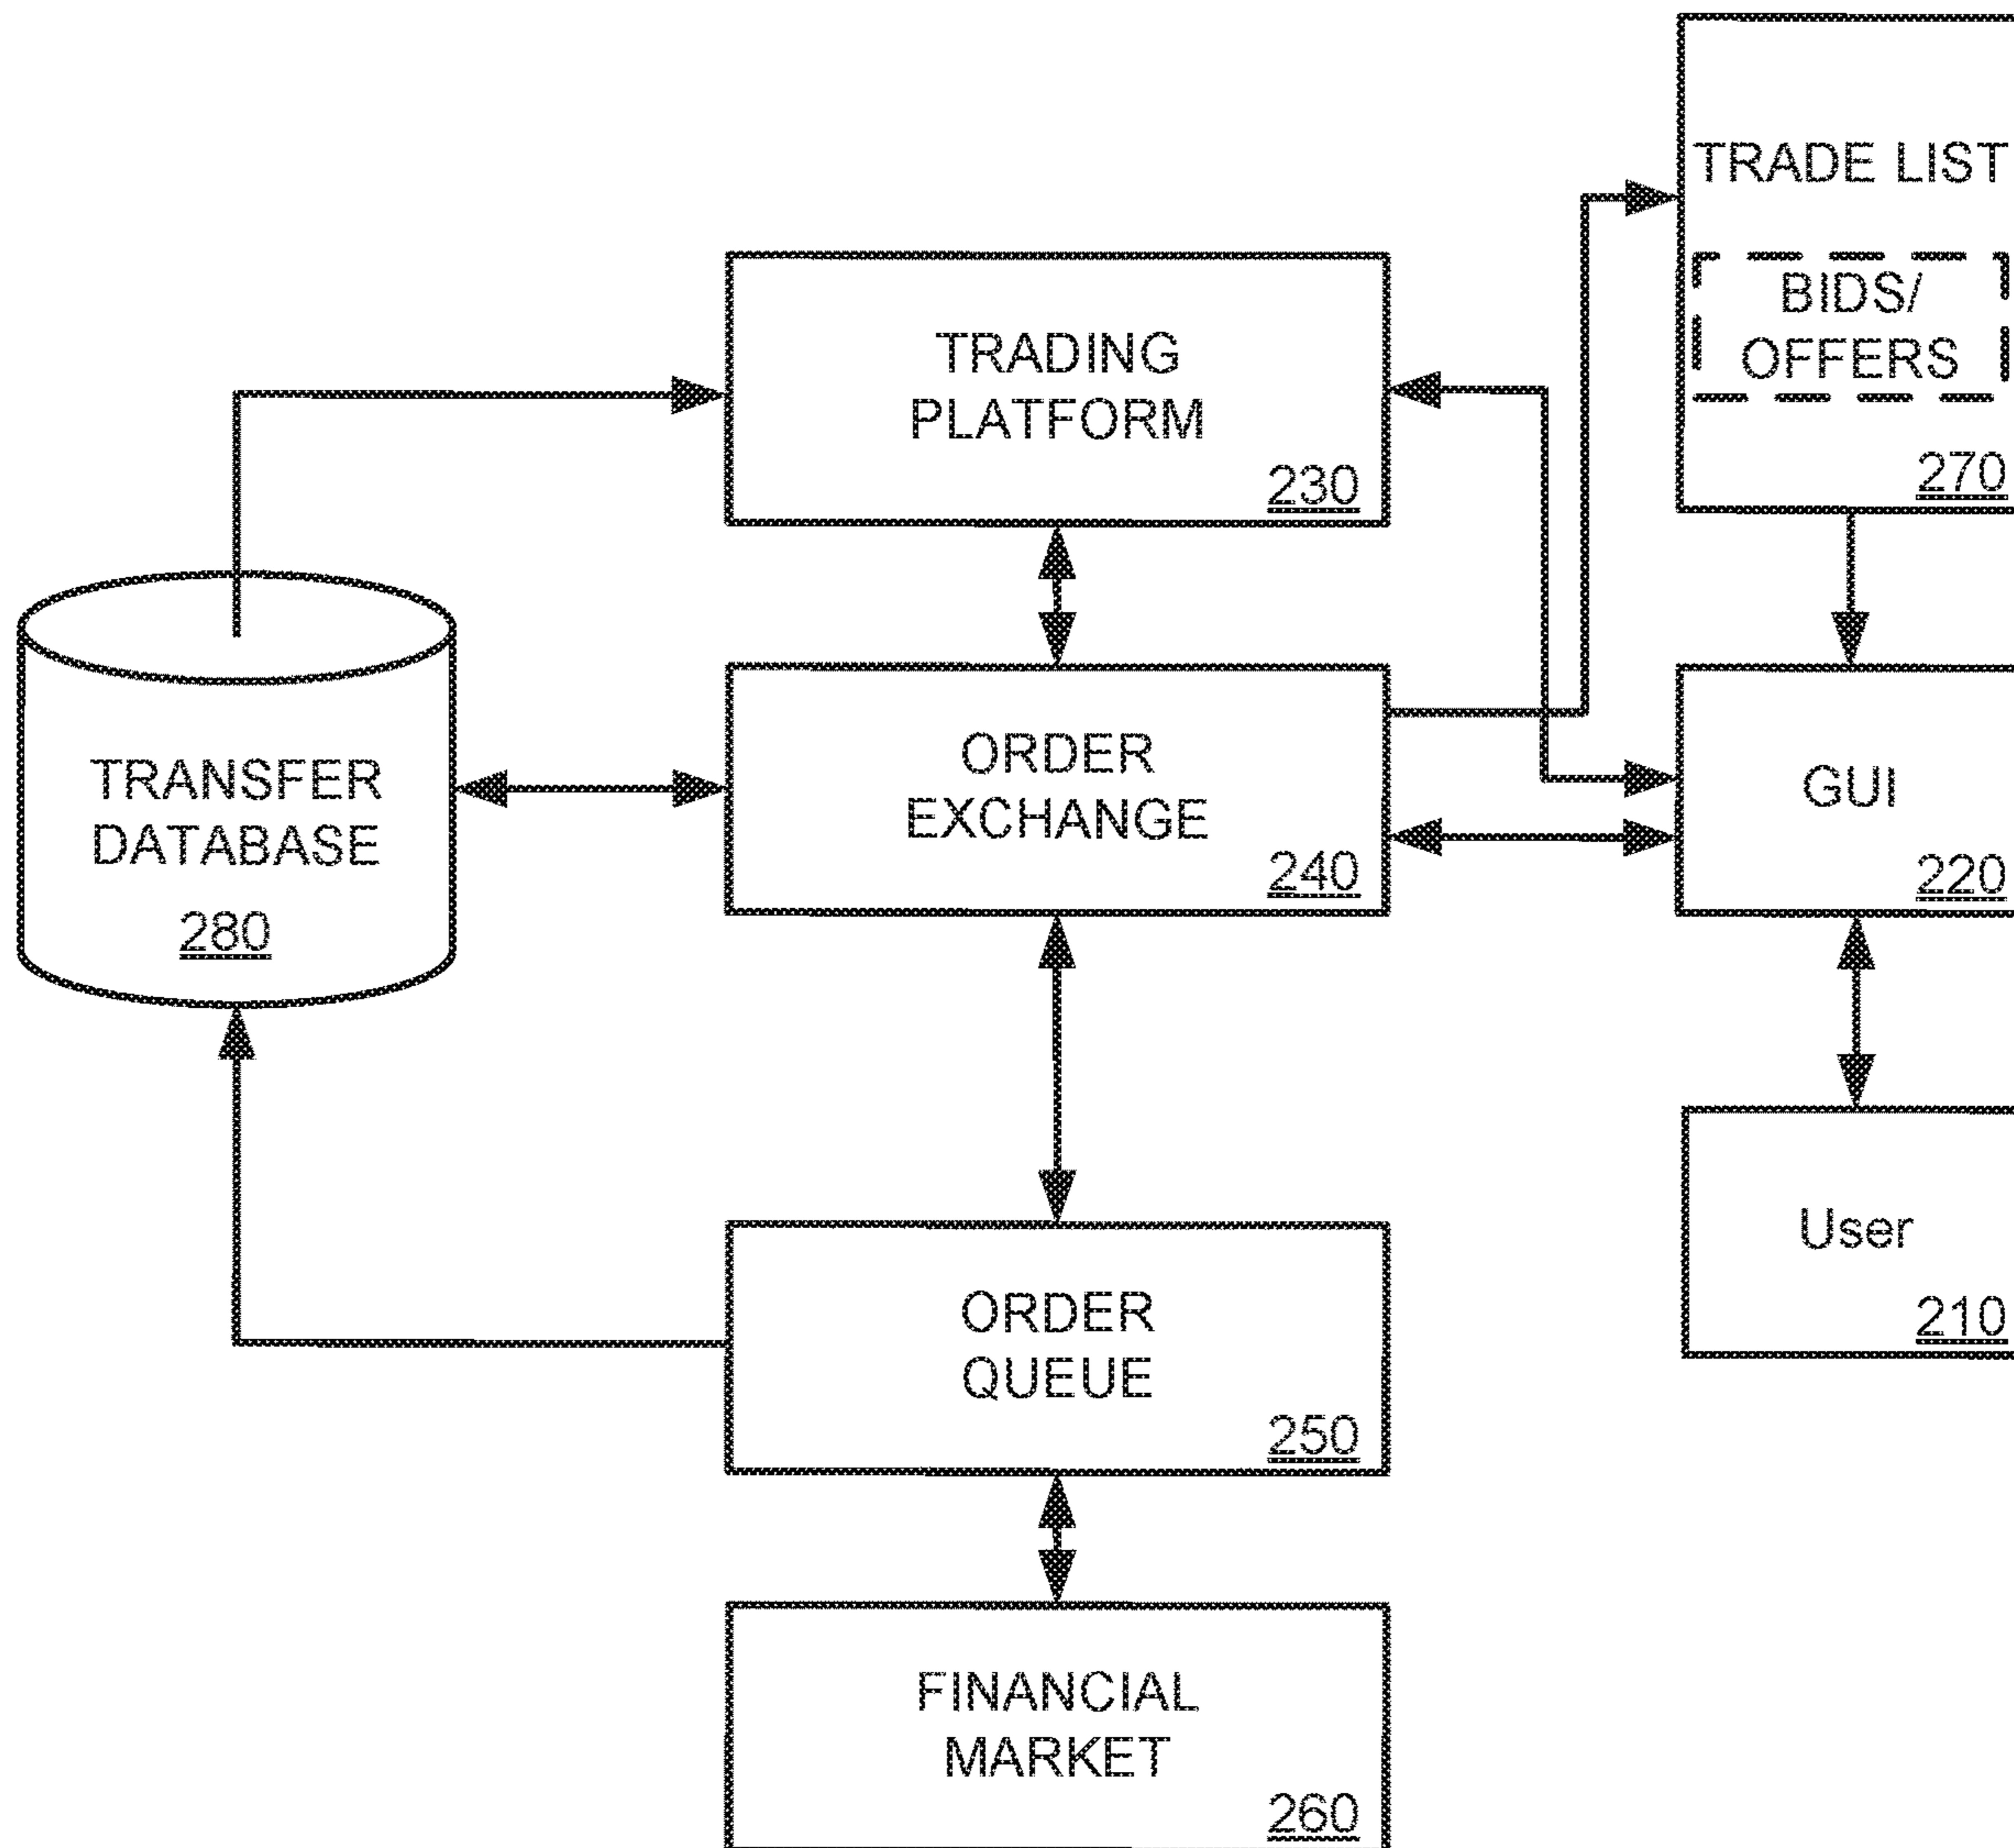 TRADE LIST
BIDS/
OFFERS
270
TRADING
PLATFORM
230
TRANSFER
DATABASE
280
ORDER
EXCHANGE
240
GUI
220
User
210
ORDER
QUEUE
250
FINANCIAL
MARKET
260